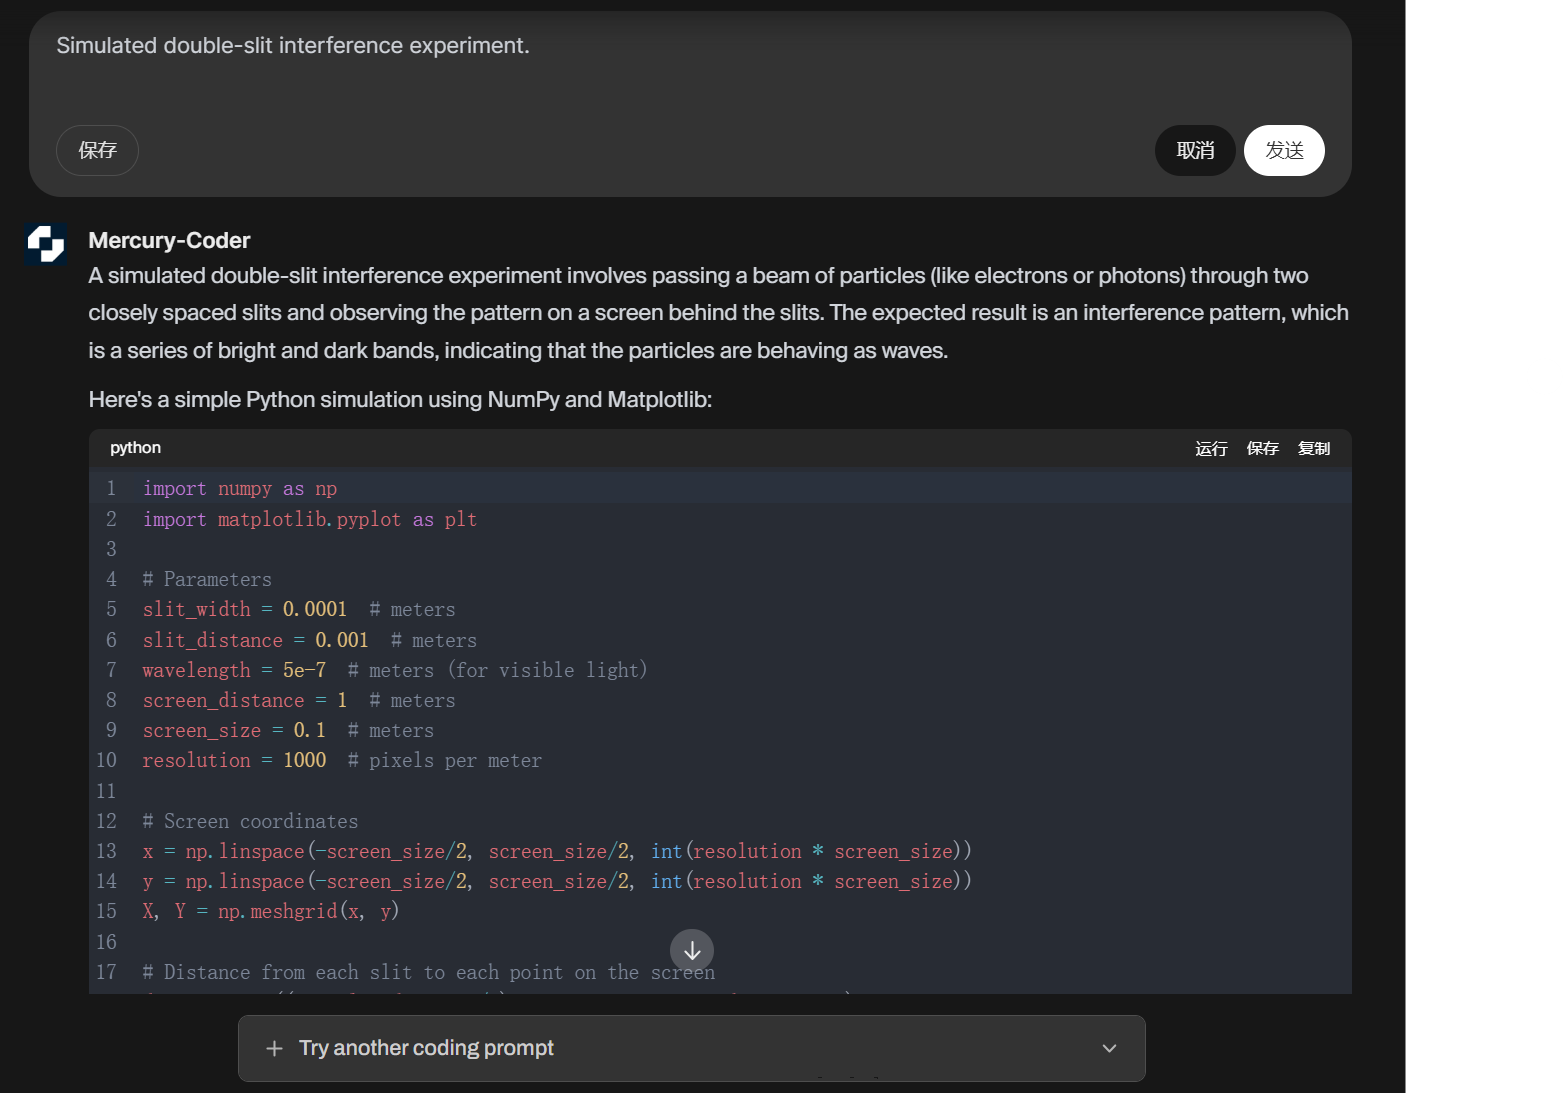 Simulated double-slit interference experiment.
保存
取消
发送
Mercury-Coder
A simulated double-slit interference experiment involves passing a beam of particles (like electrons or photons) through two
closely spaced slits and observing the pattern on a screen behind the slits. The expected result is an interference pattern, which
is a series of bright and dark bands, indicating that the particles are behaving as waves.
Here's a simple Python simulation using NumPy and Matplotlib:
python
运行 保存 复制
1 import numpy as np
2 import matplotlib.pyplot as plt
3
4 # Parameters
5 slit_width = 0.0001  # meters
6 slit_distance = 0.001  # meters
7 wavelength = 5e-7  # meters (for visible light)
8 screen_distance = 1  # meters
9 screen_size = 0.1  # meters
10 resolution = 1000  # pixels per meter
11
12 # Screen coordinates
13 x = np.linspace(-screen_size/2, screen_size/2, int(resolution * screen_size))
14 y = np.linspace(-screen_size/2, screen_size/2, int(resolution * screen_size))
15 X, Y = np.meshgrid(x, y)
16
17 # Distance from each slit to each point on the screen
Try another coding prompt